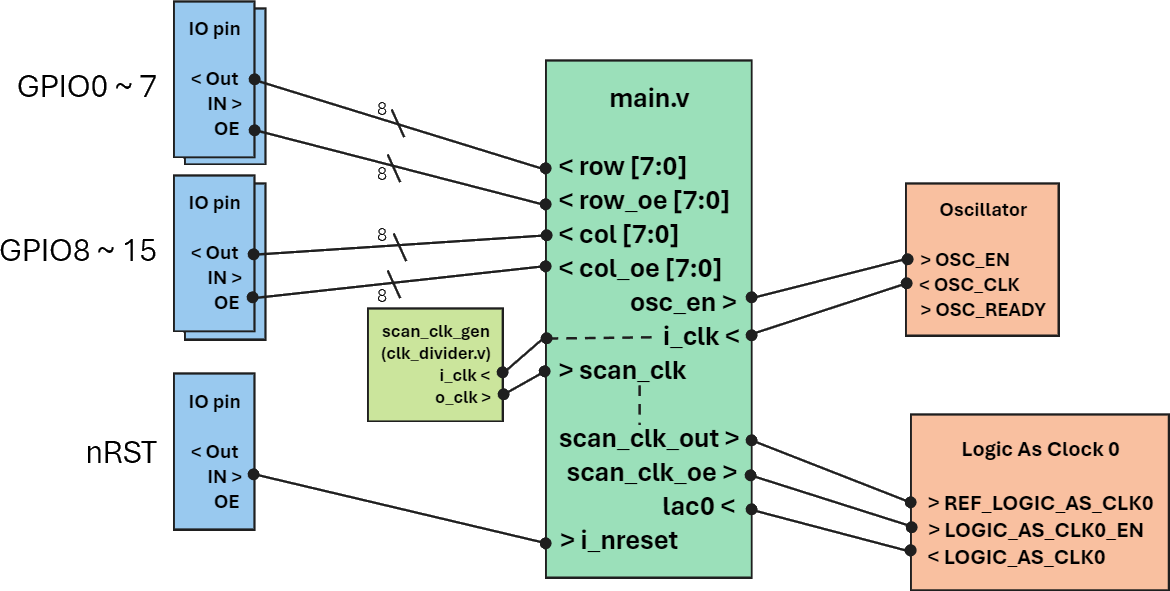 GPIO0 ~ 7
IO pin
< Out
IN >
OE
8
8
GPIO8 ~ 15
IO pin
< Out
IN >
OE
8
8
nRST
IO pin
< Out
IN >
OE
scan_clk_gen
(clk_divider.v)
i_clk <
o_clk >
main.v
< row [7:0]
< row_oe [7:0]
< col [7:0]
< col_oe [7:0]
osc_en >
i_clk <
> scan_clk
scan_clk_out >
scan_clk_oe >
lac0 <
> i_nreset
Oscillator
> OSC_EN
< OSC_CLK
> OSC_READY
Logic As Clock 0
> REF_LOGIC_AS_CLK0
> LOGIC_AS_CLK0_EN
< LOGIC_AS_CLK0